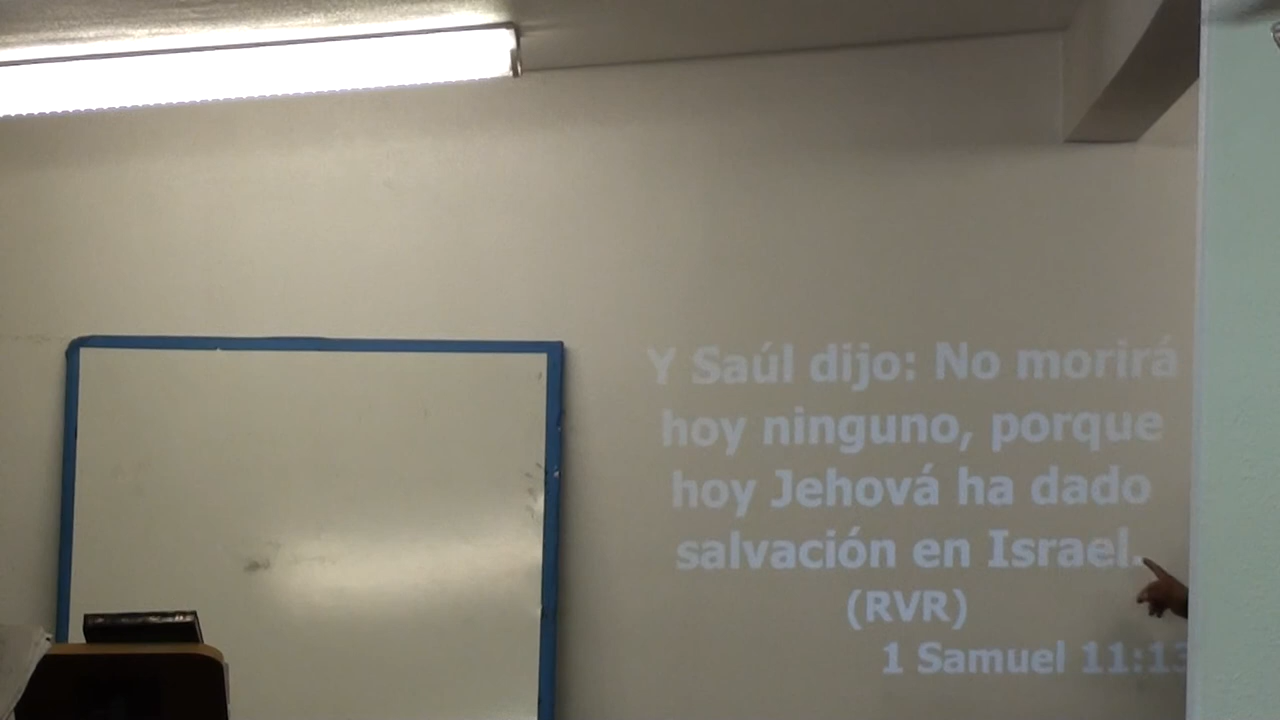 Y Saúl dijo: No morirá
hoy ninguno, porque
hoy Jehová ha dado
salvación en Israel.
(RVR)
1 Samuel 11:13